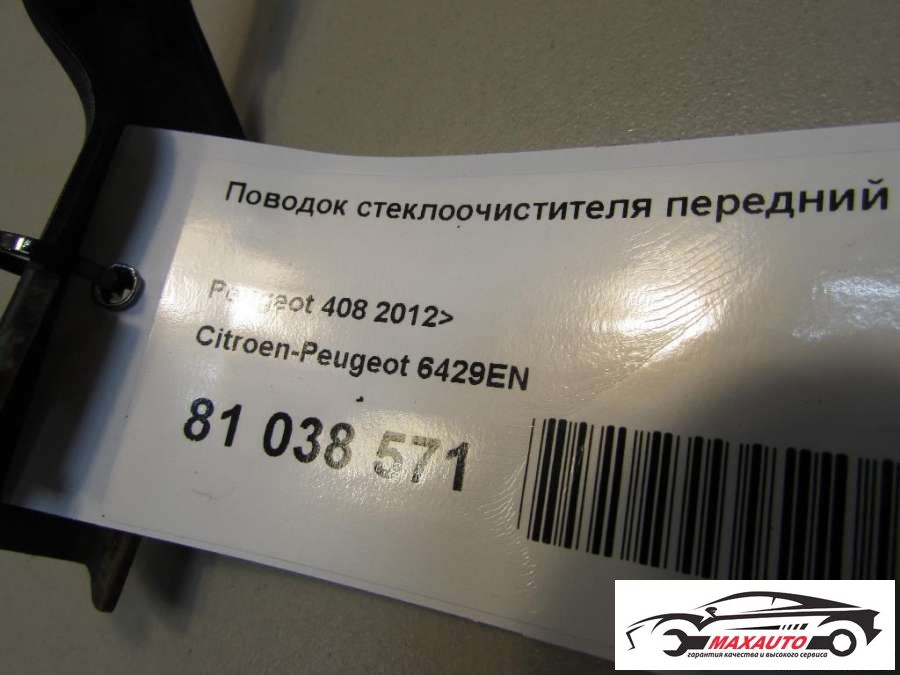 Поводок стеклоочистителя передний
Peugeot 408 2012>
Citroen-Peugeot 6429EN
81 038 571
MAXAUTO
гарантия качества и высокого сервиса